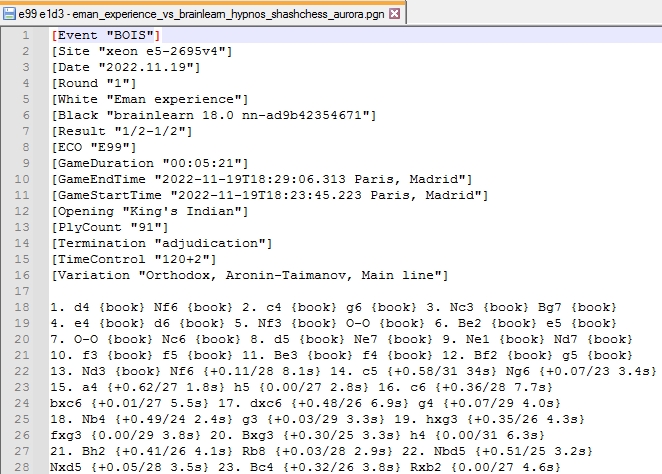 e99 e1d3 - eman_experience_vs_brainlearn_hypnos_shashchess_aurora.pgn
1 [Event "BOIS"]
2 [Site "xeon e5-2695v4"]
3 [Date "2022.11.19"]
4 [Round "1"]
5 [White "Eman experience"]
6 [Black "brainlearn 18.0 nn-ad9b42354671"]
7 [Result "1/2-1/2"]
8 [ECO "E99"]
9 [GameDuration "00:05:21"]
10 [GameEndTime "2022-11-19T18:29:06.313 Paris, Madrid"]
11 [GameStartTime "2022-11-19T18:23:45.223 Paris, Madrid"]
12 [Opening "King's Indian"]
13 [PlyCount "91"]
14 [Termination "adjudication"]
15 [TimeControl "120+2"]
16 [Variation "Orthodox, Aronin-Taimanov, Main line"]
17
18 1. d4 {book} Nf6 {book} 2. c4 {book} g6 {book} 3. Nc3 {book} Bg7 {book}
19 4. e4 {book} d6 {book} 5. Nf3 {book} O-O {book} 6. Be2 {book} e5 {book}
20 7. O-O {book} Nc6 {book} 8. d5 {book} Ne7 {book} 9. Ne1 {book} Nd7 {book}
21 10. f3 {book} f5 {book} 11. Be3 {book} f4 {book} 12. Bf2 {book} g5 {book}
22 13. Nd3 {book} Nf6 {+0.11/28 8.1s} 14. c5 {+0.58/31 34s} Ng6 {+0.07/23 3.4s}
23 15. a4 {+0.62/27 1.8s} h5 {0.00/27 2.8s} 16. c6 {+0.36/28 7.7s}
24 bxc6 {+0.01/27 5.5s} 17. dxc6 {+0.48/26 6.9s} g4 {+0.07/29 4.0s}
25 18. Nb4 {+0.49/24 2.4s} g3 {+0.03/29 3.3s} 19. hxg3 {+0.35/26 4.3s}
26 fxg3 {0.00/29 3.8s} 20. Bxg3 {+0.30/25 3.3s} h4 {0.00/31 6.3s}
27 21. Bh2 {+0.41/26 4.1s} Rb8 {+0.03/28 2.9s} 22. Nbd5 {+0.51/25 3.2s}
28 Nxd5 {+0.05/28 3.5s} 23. Bc4 {+0.32/26 3.8s} Rxb2 {0.00/27 4.6s}